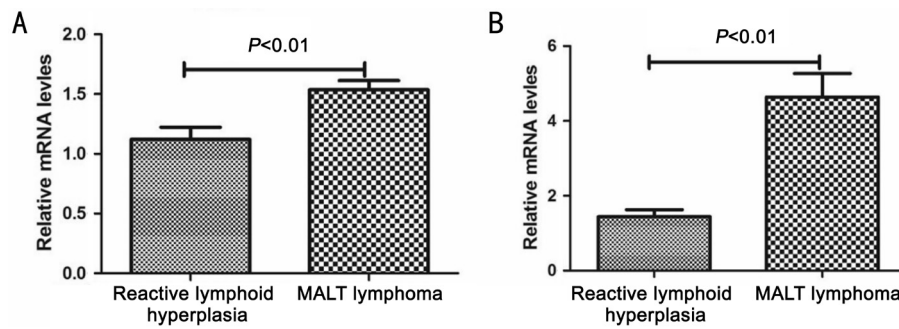 A
Relative mRNA levles
2.0
1.5
1.0
0.5
0.0
P<0.01
Reactive lymphoid
hyperplasia
MALT lymphoma
B
Relative mRNA levles
6
4
2
0
P<0.01
Reactive lymphoid
hyperplasia
MALT lymphoma